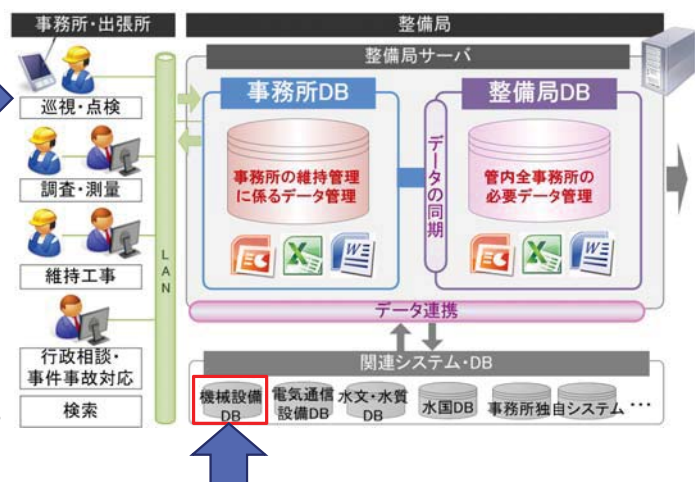 事務所・出張所
整備局
整備局サーバ
巡視・点検
調査・測量
維持工事
行政相談・
事件事故対応
検索
LAN
事務所DB
事務所の維持管理
に係るデータ管理
データの同期
整備局DB
管内全事務所の
必要データ管理
データ連携
関連システム・DB
機械設備
DB
電気通信
設備DB
水文・水質
DB
水国DB
事務所独自システム
…